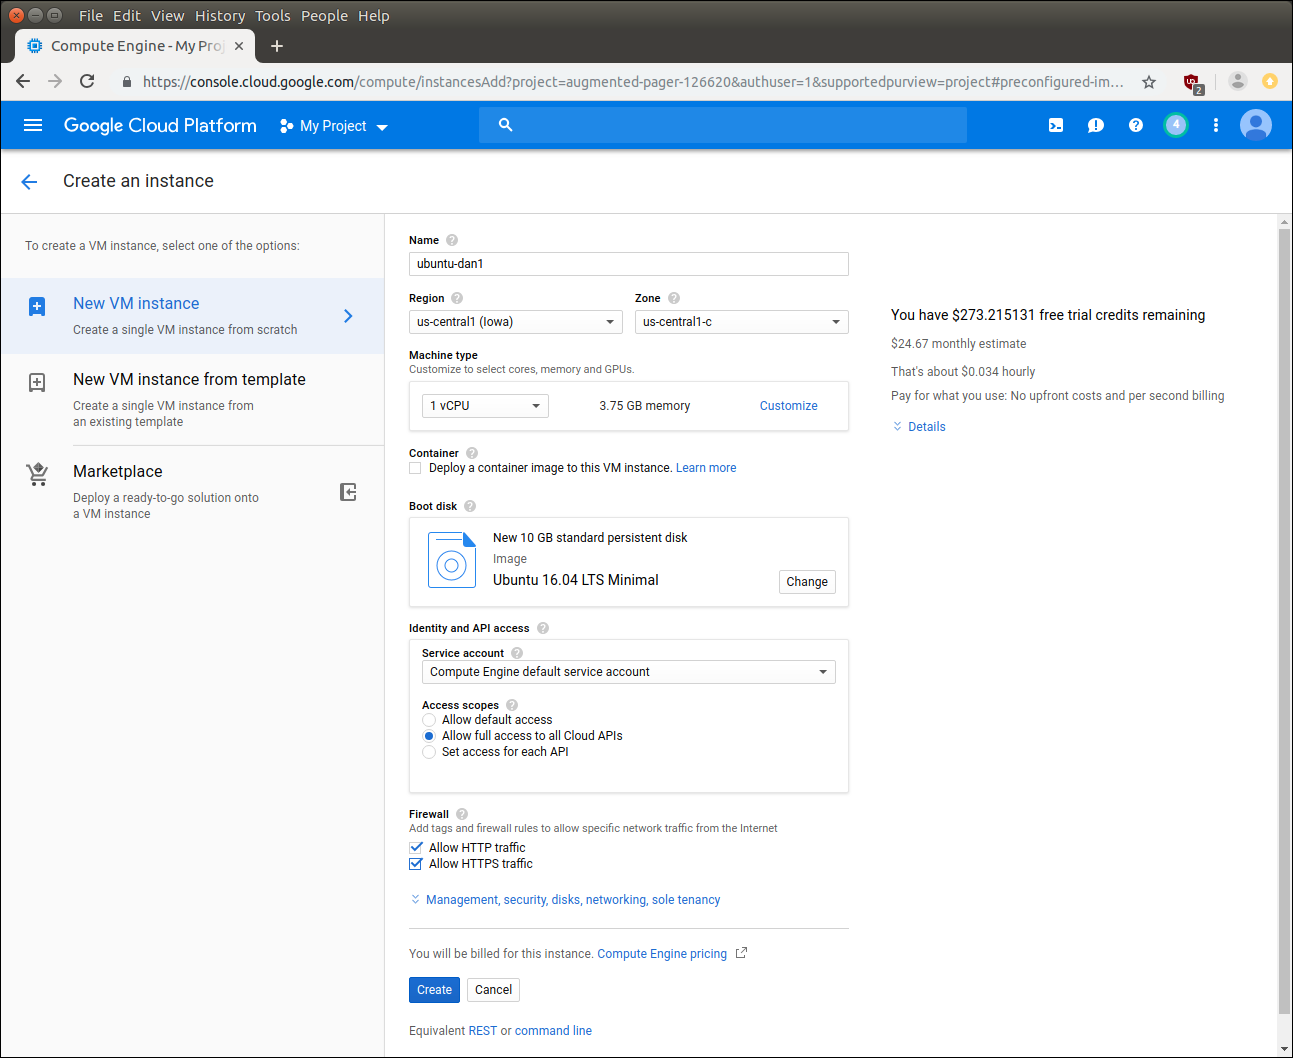 File Edit View History Tools People Help
Compute Engine - My Proj
https://console.cloud.google.com/compute/instancesAdd?project=augmented-pager-126620&authuser=1&supportedpurview=project#preconfigured-im...
2
Google Cloud Platform My Project
4
Create an instance
To create a VM instance, select one of the options:
New VM instance
Create a single VM instance from scratch
New VM instance from template
Create a single VM instance from
an existing template
Marketplace
Deploy a ready-to-go solution onto
a VM instance
Name
ubuntu-dan1
Region Zone
us-central1 (Iowa) us-central1-c
Machine type
Customize to select cores, memory and GPUs.
1 vCPU 3.75 GB memory Customize
Container
Deploy a container image to this VM instance. Learn more
Boot disk
New 10 GB standard persistent disk
Image
Ubuntu 16.04 LTS Minimal
Change
Identity and API access
Service account
Compute Engine default service account
Access scopes
Allow default access
Allow full access to all Cloud APIs
Set access for each API
Firewall
Add tags and firewall rules to allow specific network traffic from the Internet
Allow HTTP traffic
Allow HTTPS traffic
Management, security, disks, networking, sole tenancy
You will be billed for this instance. Compute Engine pricing
Create Cancel
Equivalent REST or command line
You have $273.215131 free trial credits remaining
$24.67 monthly estimate
That's about $0.034 hourly
Pay for what you use: No upfront costs and per second billing
Details